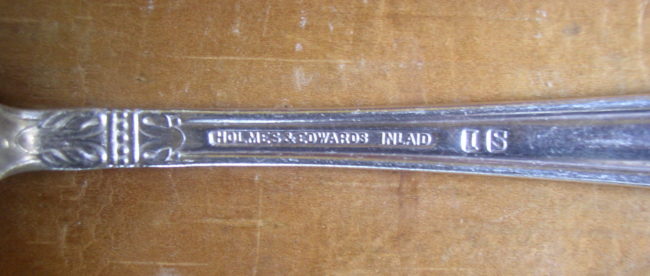 HOLMES & EDWARDS INLAID IS